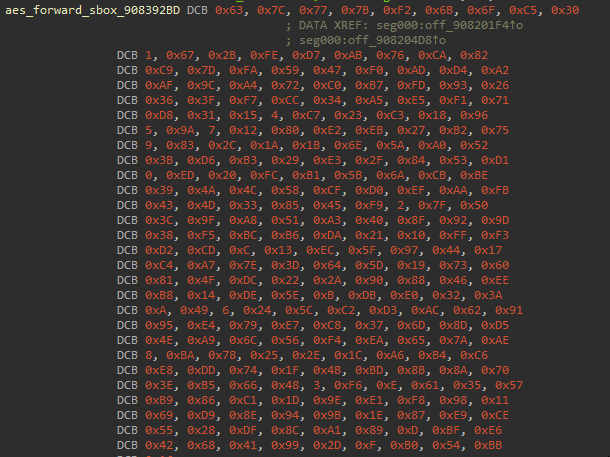 aes_forward_sbox_908392BD DCB 0x63, 0x7C, 0x77, 0x7B, 0xF2, 0x6B, 0x6F, 0xC5, 0x30
; DATA XREF: seg000:off_908201F4↑o
; seg000:off_908204D8↑o
DCB 1, 0x67, 0x2B, 0xFE, 0xD7, 0xAB, 0x76, 0xCA, 0x82
DCB 0xC9, 0x7D, 0xFA, 0x59, 0x47, 0xF0, 0xAD, 0xD4, 0xA2
DCB 0xAF, 0x9C, 0xA4, 0x72, 0xC0, 0xB7, 0xFD, 0x93, 0x26
DCB 0x36, 0x3F, 0xF7, 0xCC, 0x34, 0xA5, 0xE5, 0xF1, 0x71
DCB 0xD8, 0x31, 0x15, 4, 0xC7, 0x23, 0xC3, 0x18, 0x96
DCB 5, 0x9A, 7, 0x12, 0x80, 0xE2, 0xEB, 0x27, 0xB2, 0x75
DCB 9, 0x83, 0x2C, 0x1A, 0x1B, 0x6E, 0x5A, 0xA0, 0x52
DCB 0x3B, 0xD6, 0xB3, 0x29, 0xE3, 0x2F, 0x84, 0x53, 0xD1
DCB 0, 0xED, 0x20, 0xFC, 0xB1, 0x5B, 0x6A, 0xCB, 0xBE
DCB 0x39, 0x4A, 0x4C, 0x58, 0xCF, 0xD0, 0xEF, 0xAA, 0xFB
DCB 0x43, 0x4D, 0x33, 0x85, 0x45, 0xF9, 2, 0x7F, 0x50
DCB 0x3C, 0x9F, 0xA8, 0x51, 0xA3, 0x40, 0x8F, 0x92, 0x9D
DCB 0x38, 0xF5, 0xBC, 0xB6, 0xDA, 0x21, 0x10, 0xFF, 0xF3
DCB 0xD2, 0xCD, 0xC, 0x13, 0xEC, 0x5F, 0x97, 0x44, 0x17
DCB 0xC4, 0xA7, 0x7E, 0x3D, 0x64, 0x5D, 0x19, 0x73, 0x60
DCB 0x81, 0x4F, 0xDC, 0x22, 0x2A, 0x90, 0x88, 0x46, 0xEE
DCB 0xB8, 0x14, 0xDE, 0x5E, 0xB, 0xDB, 0xE0, 0x32, 0x3A
DCB 0xA, 0x49, 6, 0x24, 0x5C, 0xC2, 0xD3, 0xAC, 0x62, 0x91
DCB 0x95, 0xE4, 0x79, 0xE7, 0xC8, 0x37, 0x6D, 0x8D, 0xD5
DCB 0x4E, 0xA9, 0x6C, 0x56, 0xF4, 0xEA, 0x65, 0x7A, 0xAE
DCB 8, 0xBA, 0x78, 0x25, 0x2E, 0x1C, 0xA6, 0xB4, 0xC6
DCB 0xE8, 0xDD, 0x74, 0x1F, 0x4B, 0xBD, 0x8B, 0x8A, 0x70
DCB 0x3E, 0xB5, 0x66, 0x48, 3, 0xF6, 0xE, 0x61, 0x35, 0x57
DCB 0xB9, 0x86, 0xC1, 0x1D, 0x9E, 0xE1, 0xF8, 0x98, 0x11
DCB 0x69, 0xD9, 0x8E, 0x94, 0x9B, 0x1E, 0x87, 0xE9, 0xCE
DCB 0x55, 0x28, 0xDF, 0x8C, 0xA1, 0x89, 0xD, 0xBF, 0xE6
DCB 0x42, 0x68, 0x41, 0x99, 0x2D, 0xF, 0xB0, 0x54, 0xBB